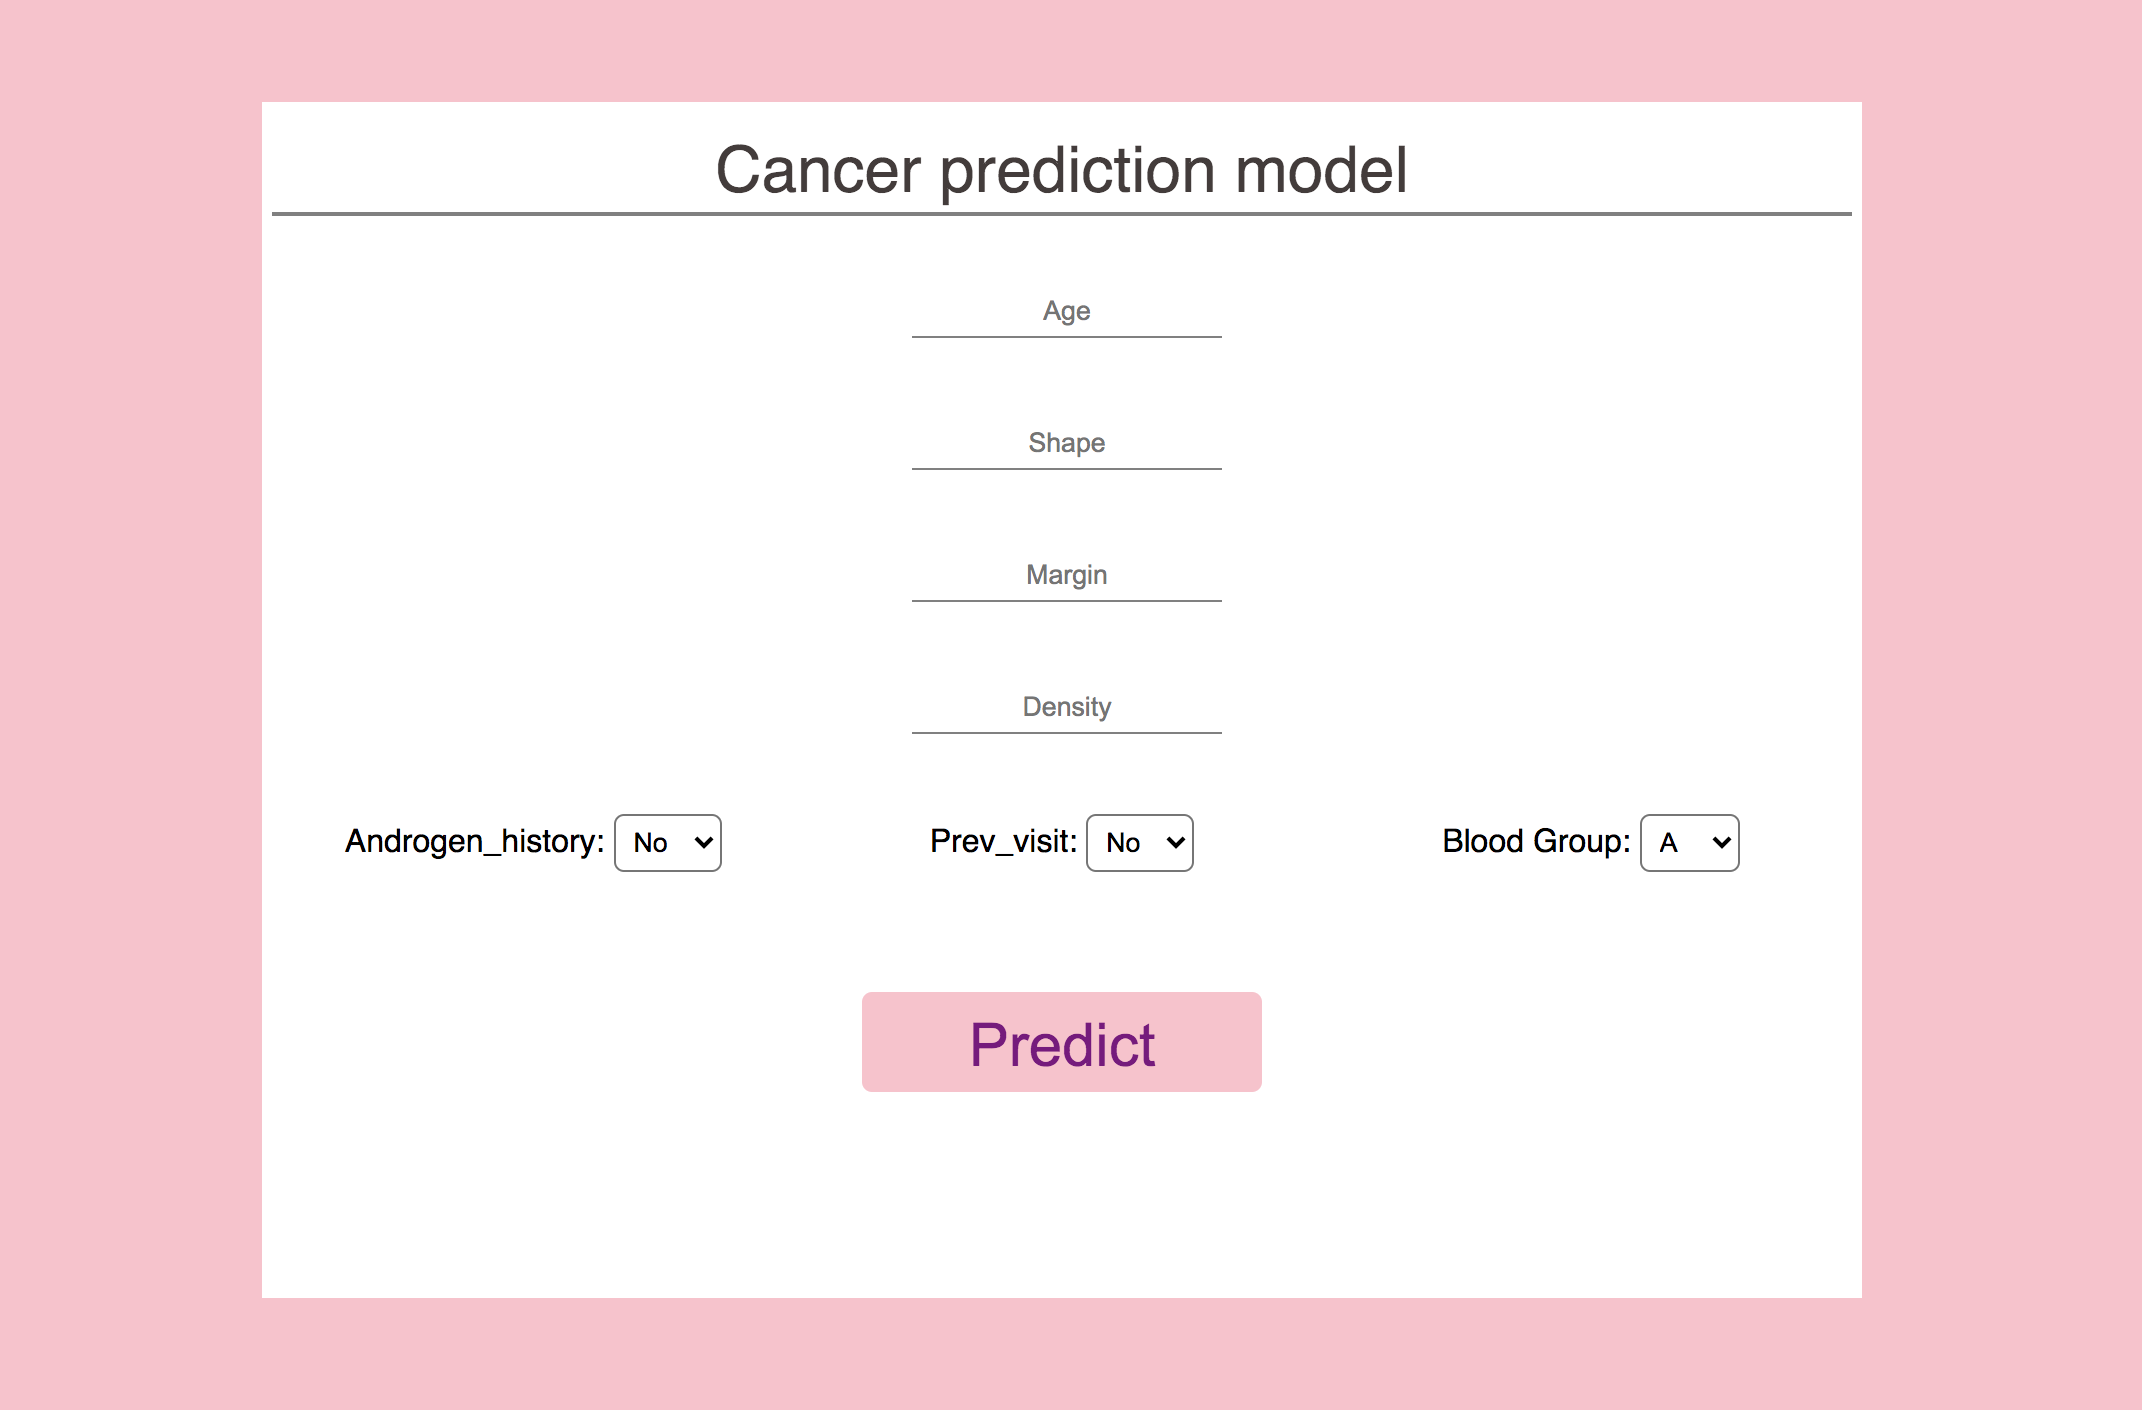 Cancer prediction model
Age
Shape
Margin
Density
Androgen_history: No Prev_visit: No Blood Group: A
Predict